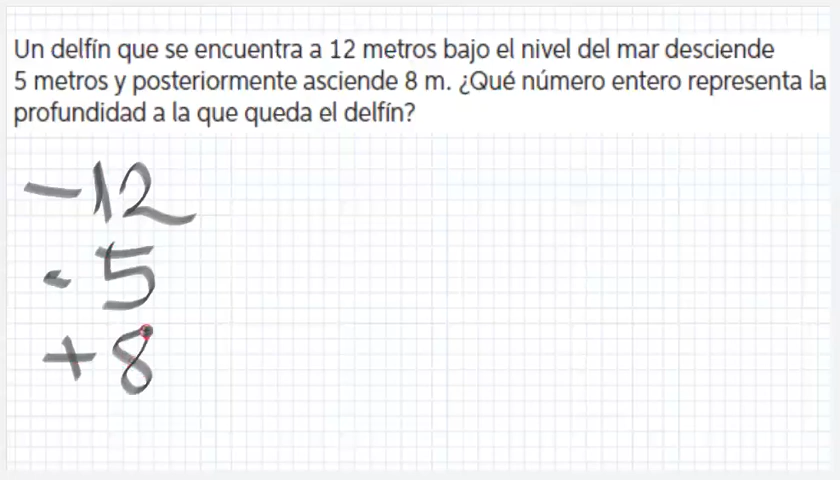 Un delfín que se encuentra a 12 metros bajo el nivel del mar desciende
5 metros y posteriormente asciende 8 m. ¿Qué número entero representa la
profundidad a la que queda el delfín?
-12
-5
+8